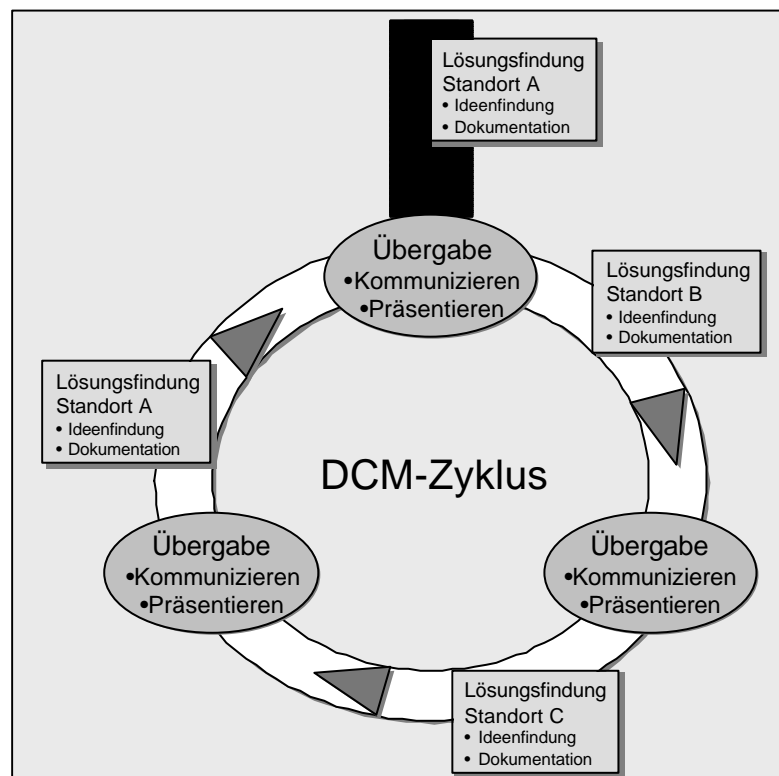 Lösungsfindung
Standort A
• Ideenfindung
• Dokumentation
Übergabe
•Kommunizieren
•Präsentieren
Lösungsfindung
Standort B
• Ideenfindung
• Dokumentation
Lösungsfindung
Standort A
• Ideenfindung
• Dokumentation
DCM-Zyklus
Übergabe
•Kommunizieren
•Präsentieren
Übergabe
•Kommunizieren
•Präsentieren
Lösungsfindung
Standort C
• Ideenfindung
• Dokumentation